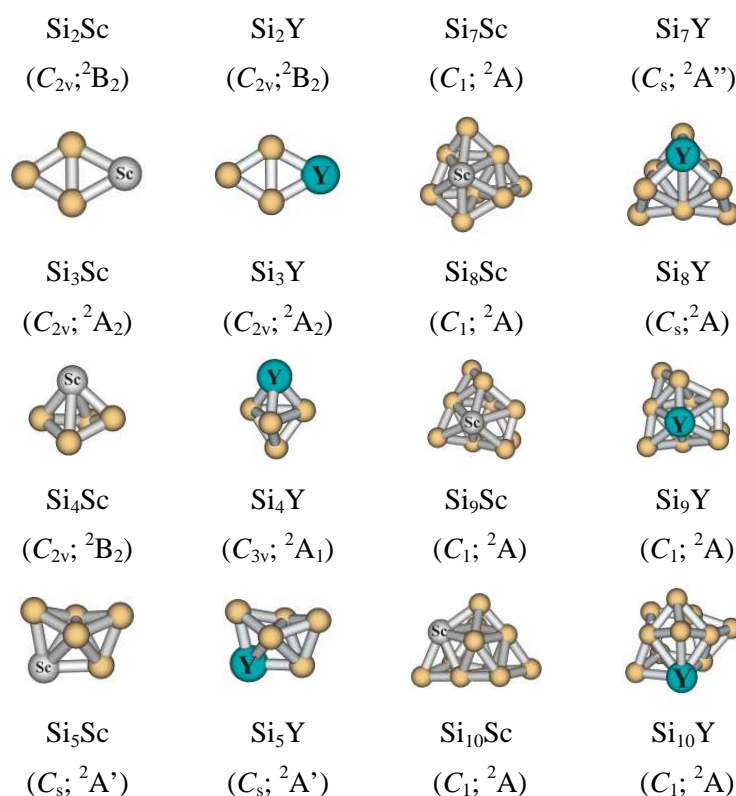 Si₂Sc Si₂Y Si₇Sc Si₇Y
(C₂ᵥ;²B₂) (C₂ᵥ;²B₂) (C₁; ²A) (Cₛ; ²A”)
Sc Y Sc Y
Si₃Sc Si₃Y Si₈Sc Si₈Y
(C₂ᵥ; ²A₂) (C₂ᵥ; ²A₂) (C₁; ²A) (Cₛ;²A)
Sc Y Sc Y
Si₄Sc Si₄Y Si₉Sc Si₉Y
(C₂ᵥ; ²B₂) (C₃ᵥ; ²A₁) (C₁; ²A) (C₁; ²A)
Sc Y Sc Y
Si₅Sc Si₅Y Si₁₀Sc Si₁₀Y
(Cₛ; ²A’) (Cₛ; ²A’) (C₁; ²A) (C₁; ²A)